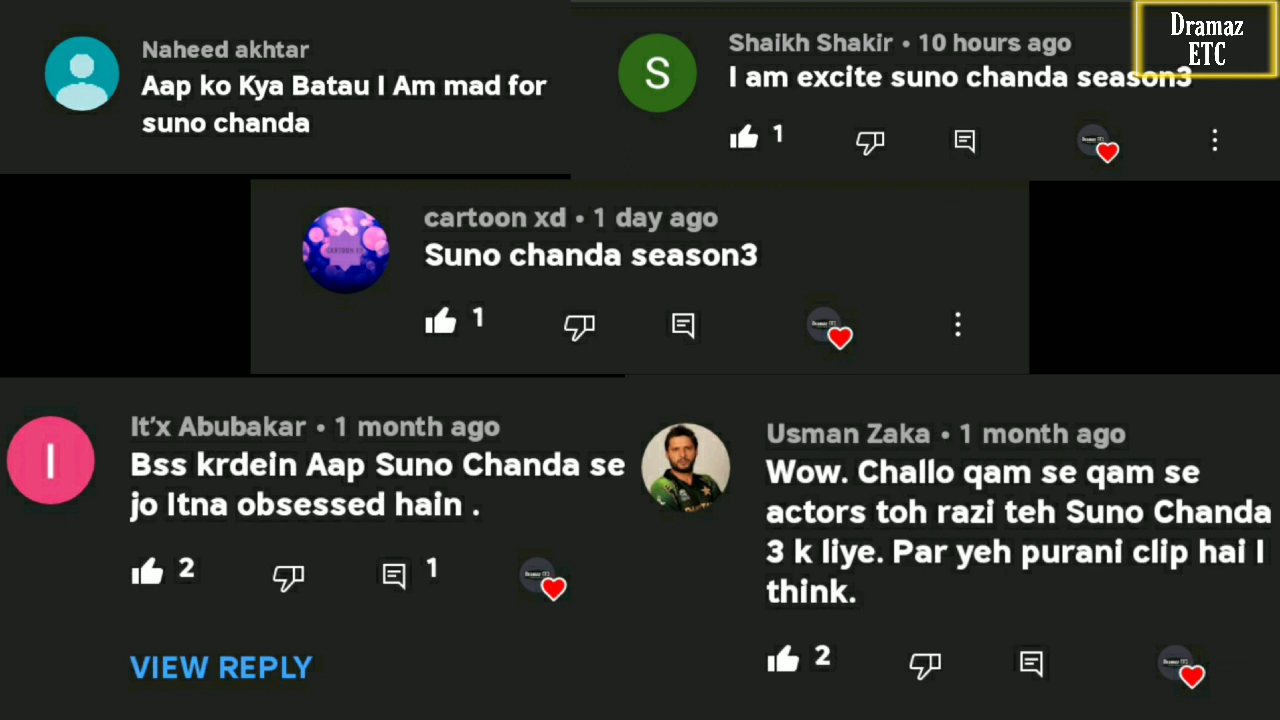 Naheed akhtar
Aap ko Kya Batau I Am mad for
suno chanda
Shaikh Shakir • 10 hours ago
I am excite suno chanda season3
1
Dramaz
ETC
cartoon xd • 1 day ago
Suno chanda season3
1
It'x Abubakar • 1 month ago
Bss krdein Aap Suno Chanda se
jo Itna obsessed hain .
2
1
VIEW REPLY
Usman Zaka • 1 month ago
Wow. Challo qam se qam se
actors toh razi teh Suno Chanda
3 k liye. Par yeh purani clip hai I
think.
2